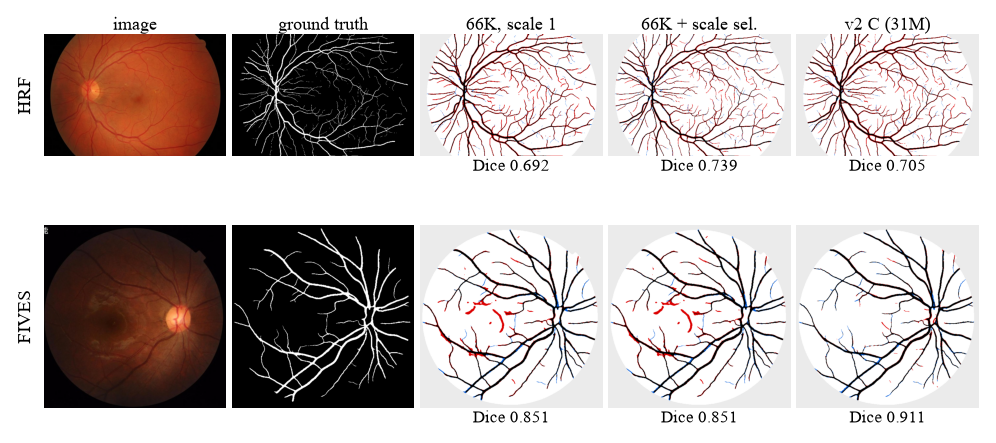 image ground truth 66K, scale 1 66K + scale sel. v2 C (31M)
HRF
Dice 0.692 Dice 0.739 Dice 0.705
FIVES
Dice 0.851 Dice 0.851 Dice 0.911